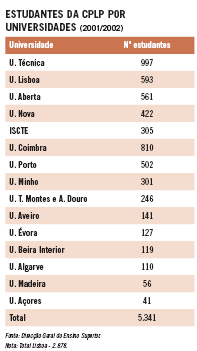 ESTUDANTES DA CPLP POR
UNIVERSIDADES (2001/2002)
Universidade Nº estudantes
U. Técnica 997
U. Lisboa 593
U. Aberta 561
U. Nova 422
ISCTE 305
U. Coimbra 810
U. Porto 502
U. Minho 301
U. T. Montes e A. Douro 246
U. Aveiro 141
U. Évora 127
U. Beira Interior 119
U. Algarve 110
U. Madeira 56
U. Açores 41
Total 5.341
Fonte: Direcção Geral do Ensino Superior
Nota: Total Lisboa - 2.878.